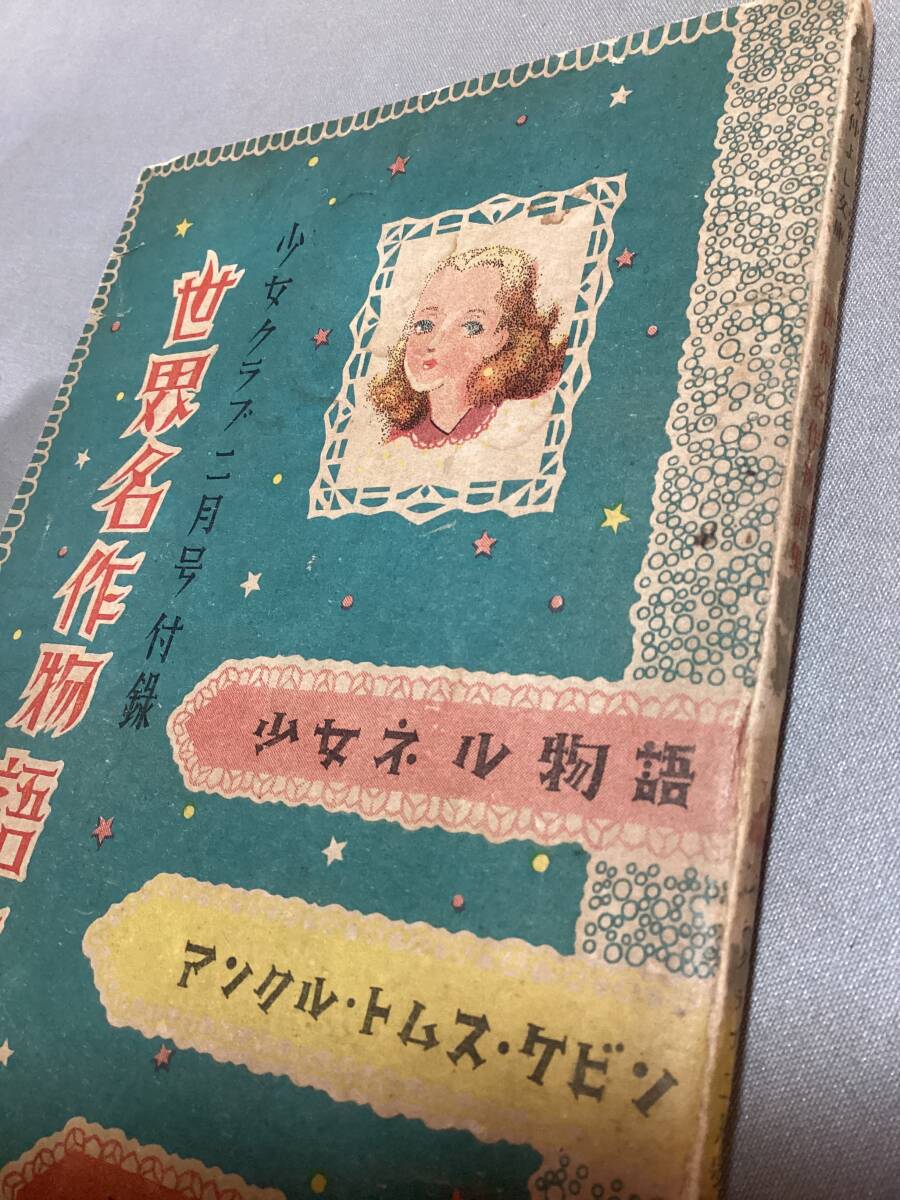 少女クラブ二月号付錄
世界名作物語
少女ネル物語
アンクル・トムス・ケビン